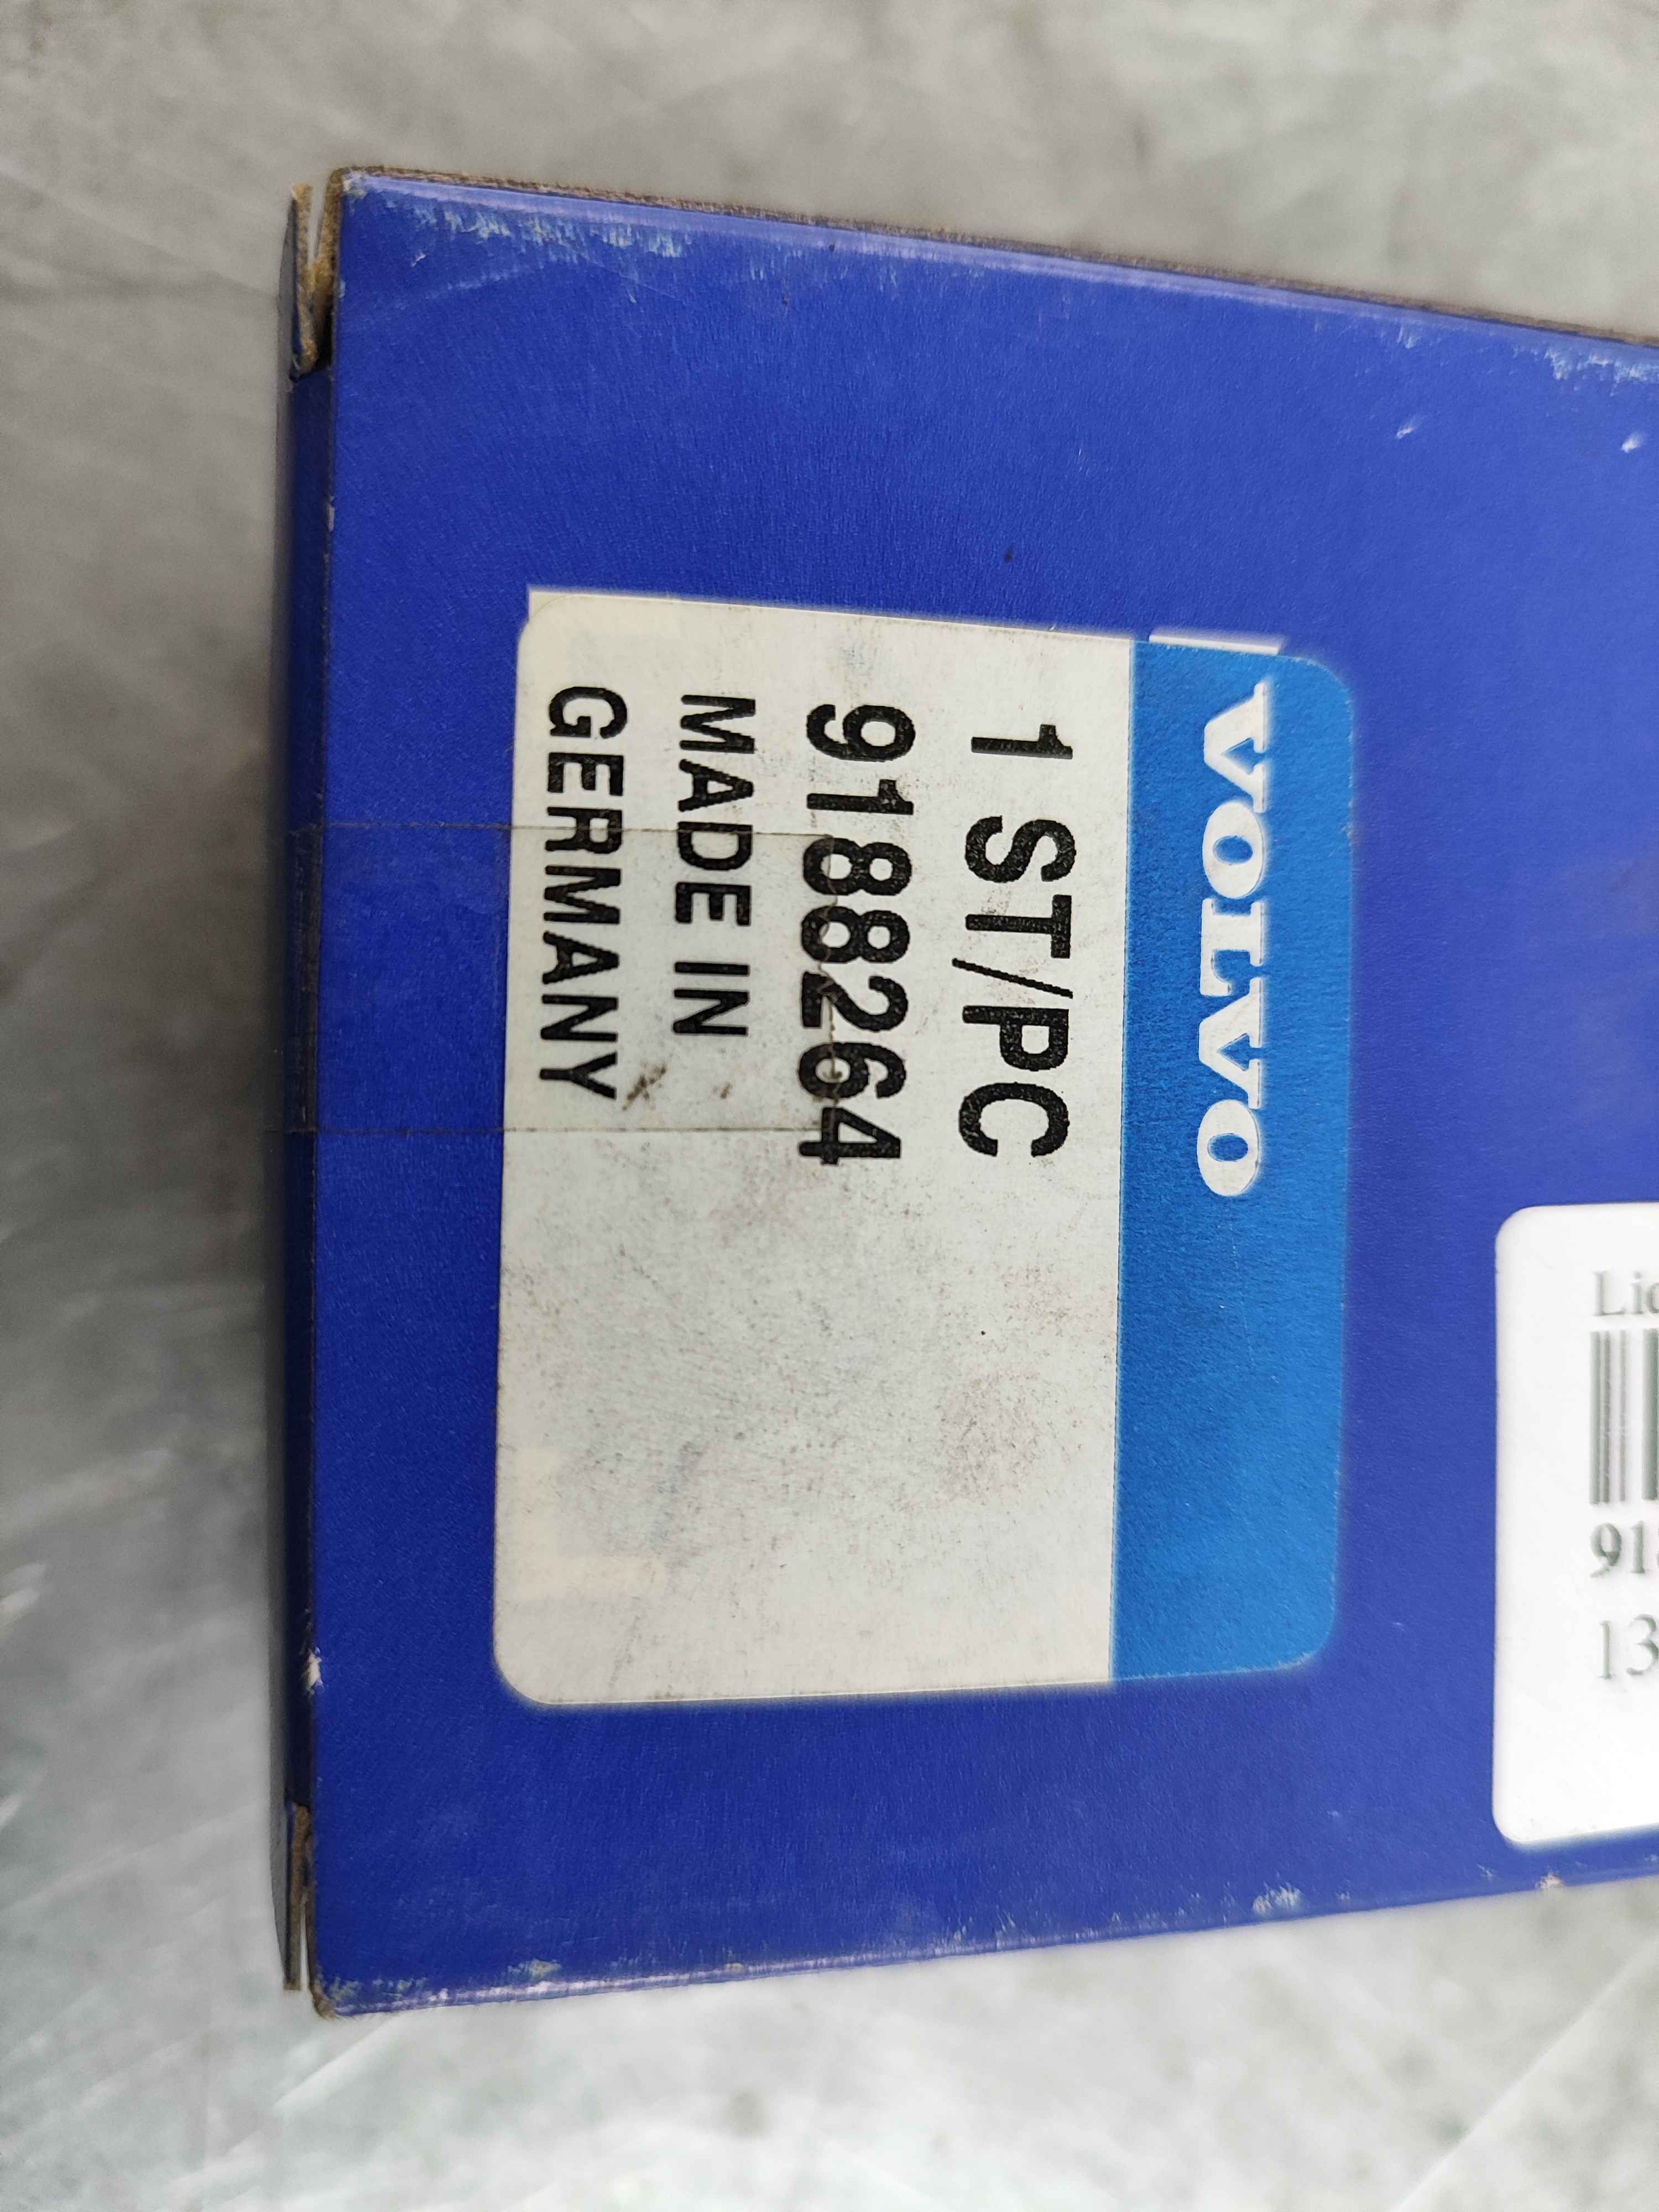 VOLVO
1 ST/PC
9188264
MADE IN
GERMANY